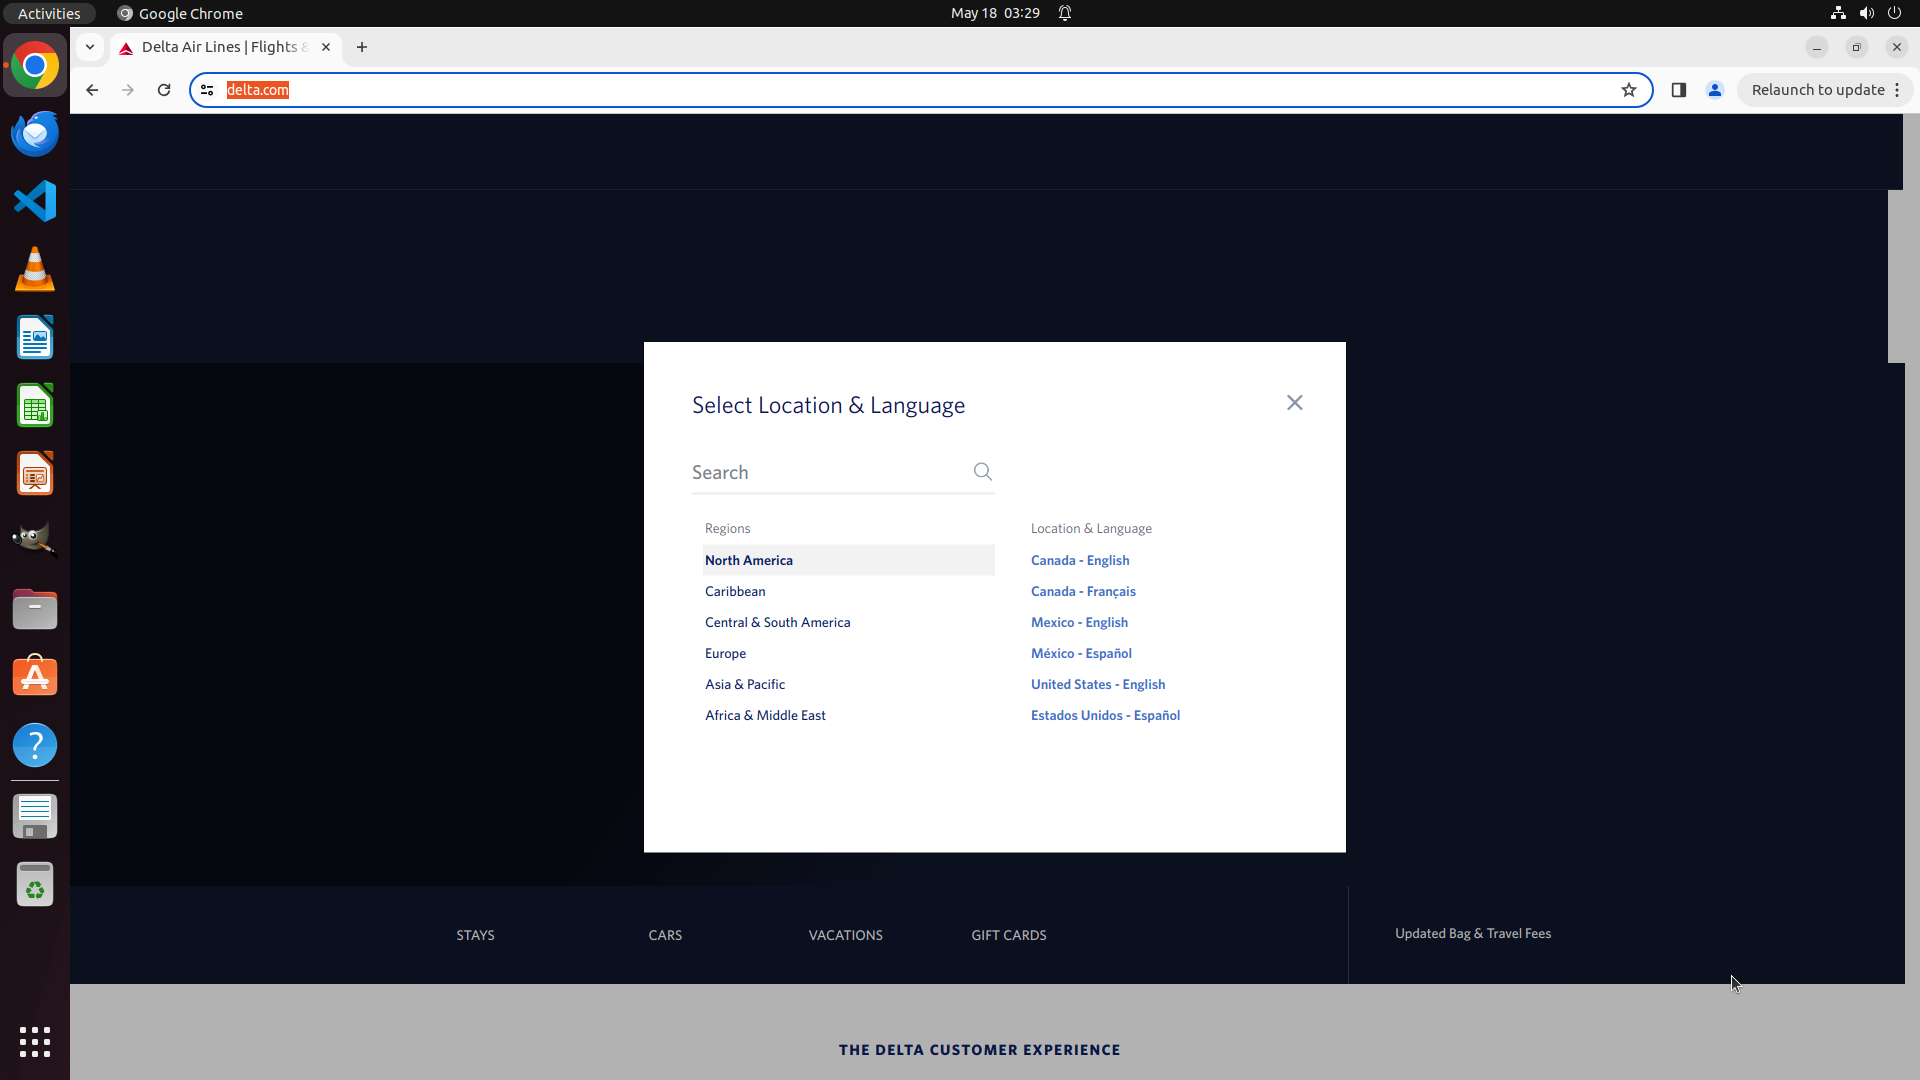 Activities
Google Chrome
May 18 03:29
Delta Air Lines | Flights &
delta.com
Relaunch to update
Select Location & Language
Search
Regions
Location & Language
North America
Canada - English
Caribbean
Canada - Français
Central & South America
Mexico - English
Europe
México - Español
Asia & Pacific
United States - English
Africa & Middle East
Estados Unidos - Español
STAYS
CARS
VACATIONS
GIFT CARDS
Updated Bag & Travel Fees
THE DELTA CUSTOMER EXPERIENCE